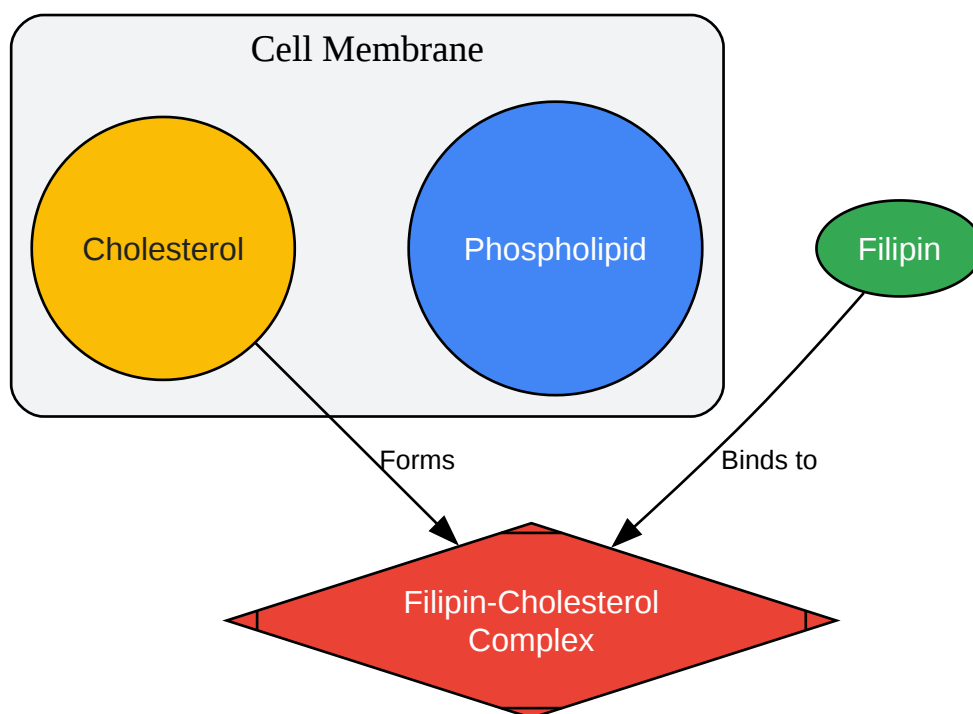 Cell Membrane
Cholesterol
Phospholipid
Filipin
Forms
Binds to
Filipin-Cholesterol
Complex